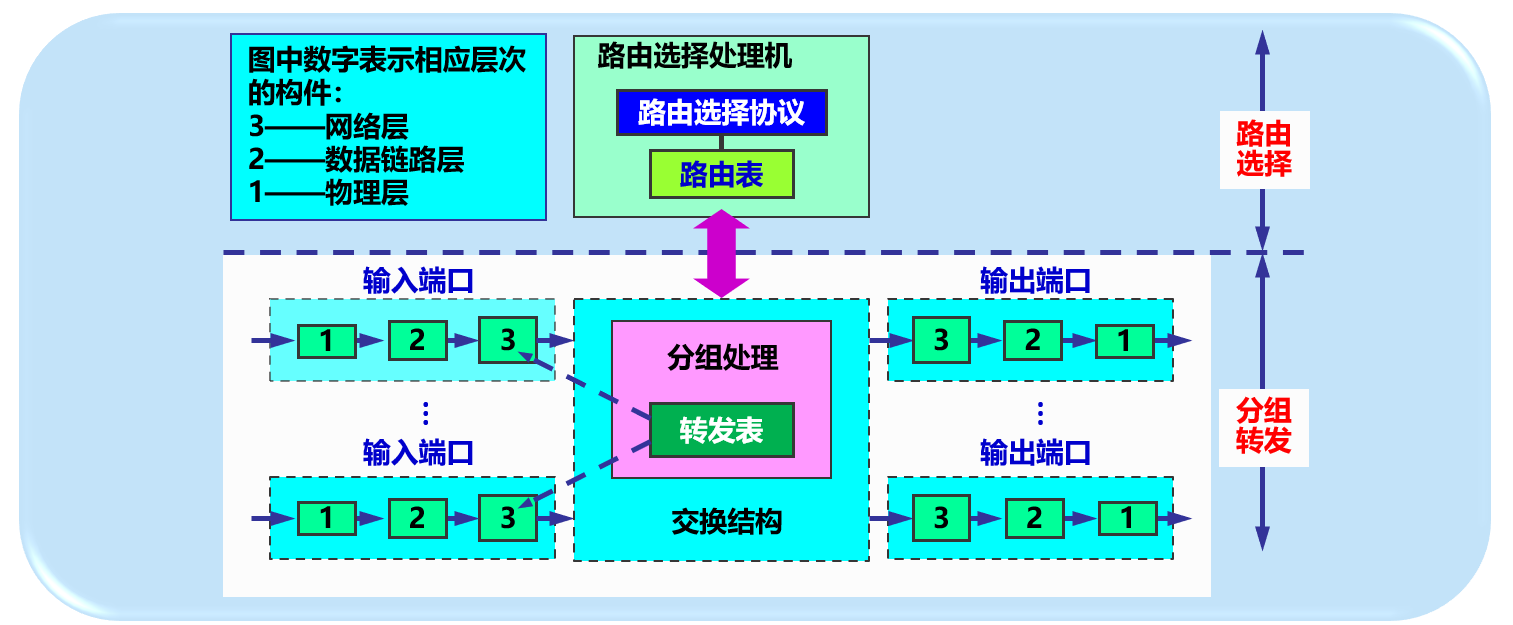 图中数字表示相应层次
的构件：
3——网络层
2——数据链路层
1——物理层
路由选择处理机
路由选择协议
路由表
路由
选择
输入端口
1
2
3
⋮
输入端口
1
2
3
分组处理
转发表
交换结构
输出端口
3
2
1
⋮
输出端口
3
2
1
分组
转发